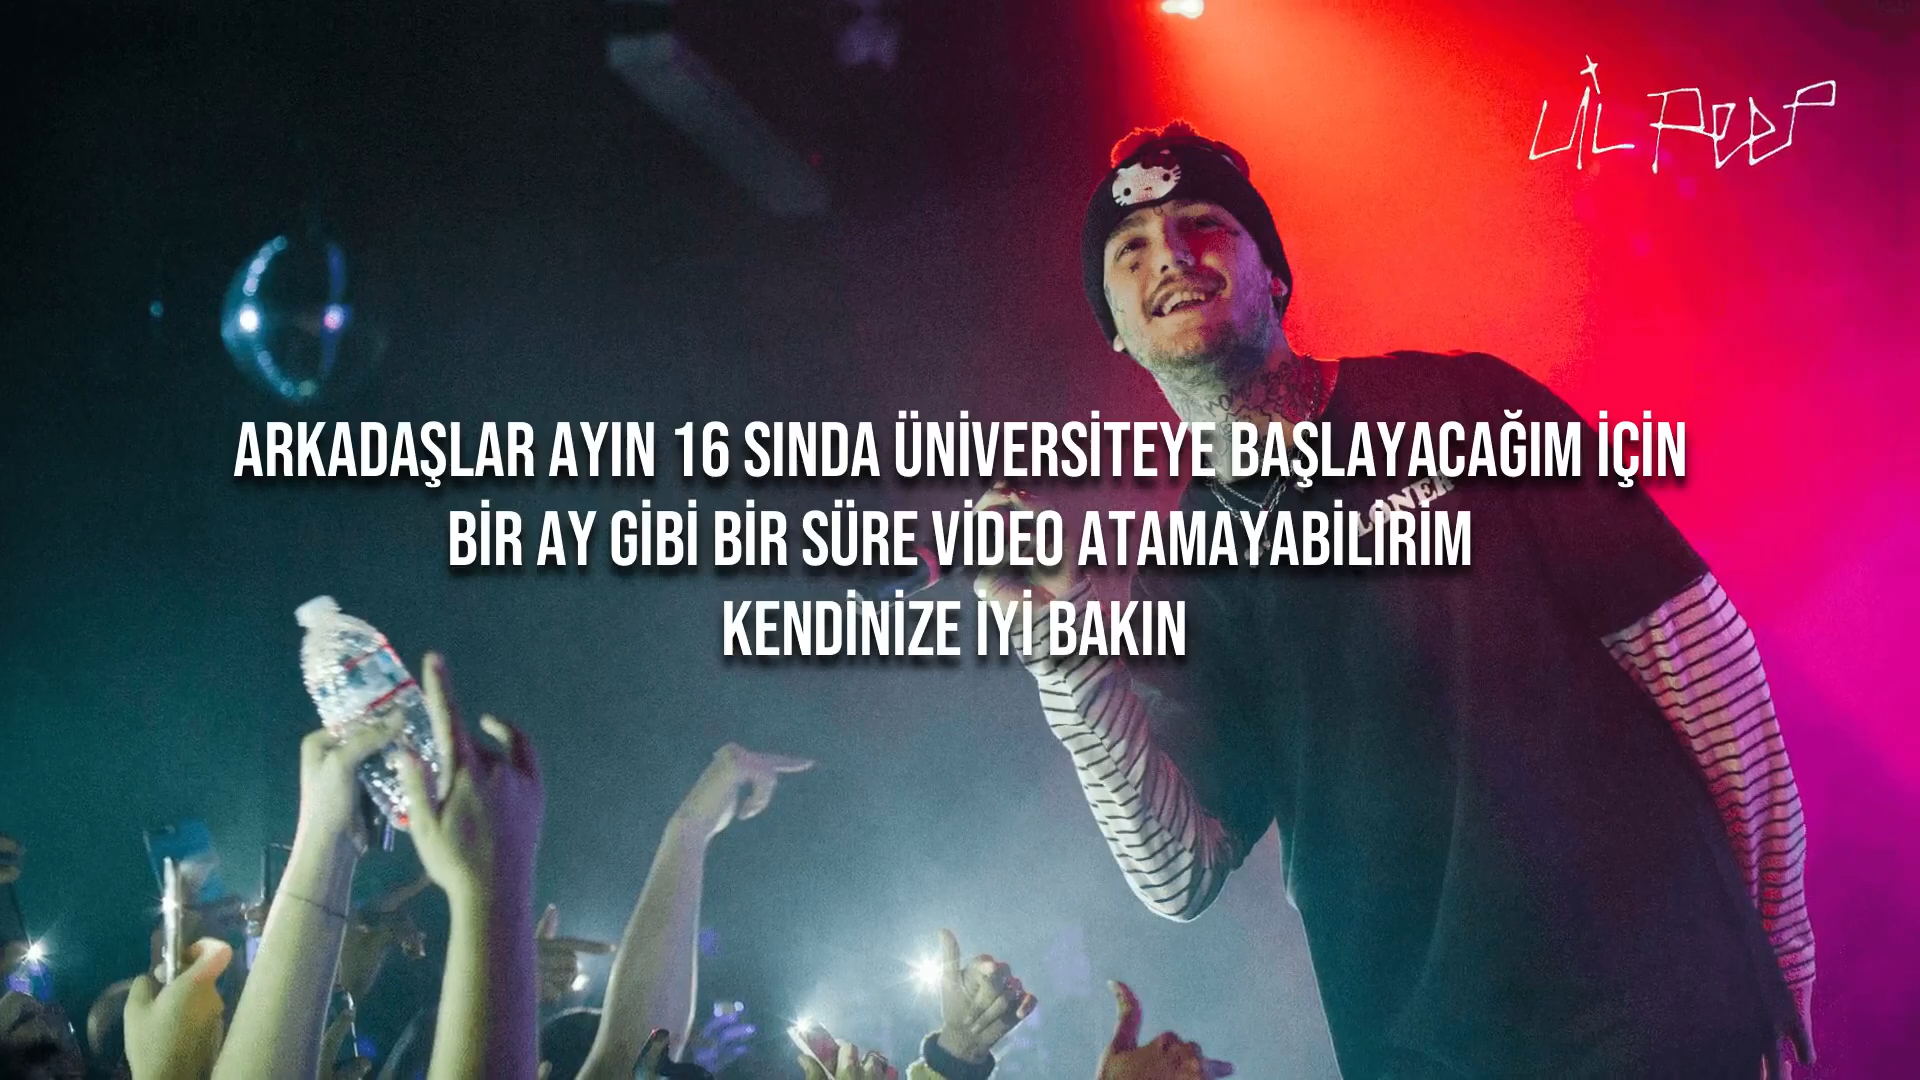 LiL PEEP
ARKADAŞLAR AYIN 16 SINDA ÜNİVERSİTEYE BAŞLAYACAĞIM İÇİN
BİR AY GİBİ BİR SÜRE VİDEO ATAMAYABİLİRİM
KENDİNİZE İYİ BAKIN
LONER